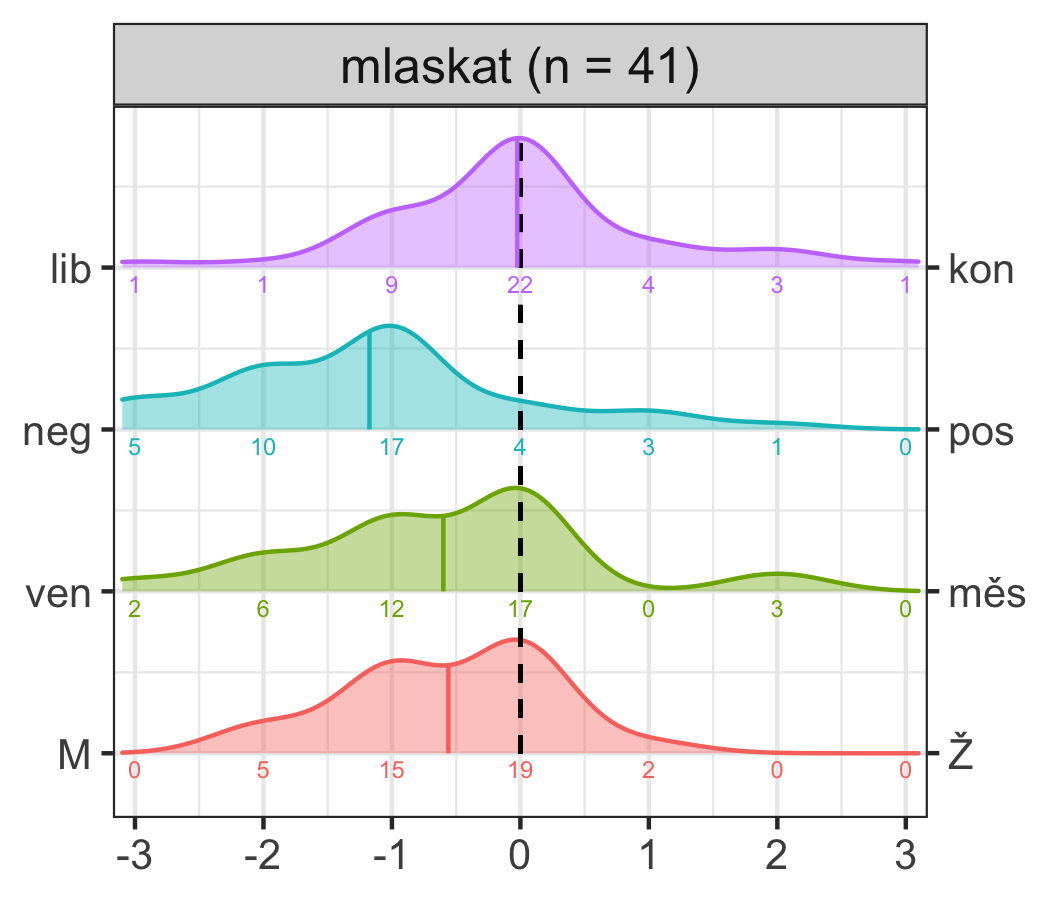 mlaskat (n = 41)
lib kon
1 1 9 22 4 3 1
neg pos
5 10 17 4 3 1 0
ven měs
2 6 12 17 0 3 0
M Ž
0 5 15 19 2 0 0
-3 -2 -1 0 1 2 3